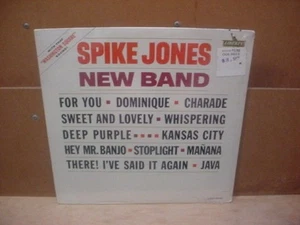 SPIKE JONES
NEW BAND
FOR YOU • DOMINIQUE • CHARADE
SWEET AND LOVELY • WHISPERING
DEEP PURPLE • • • • KANSAS CITY
HEY MR. BANJO • STOPLIGHT • MAÑANA
THERE! I'VE SAID IT AGAIN • JAVA